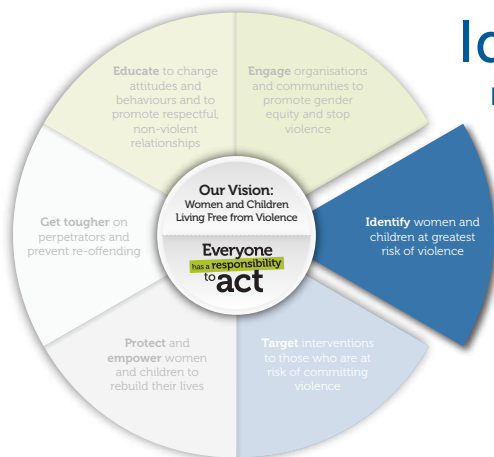 Educate to change
attitudes and
behaviours and to
promote respectful,
non-violent
relationships
Engage organisations
and communities to
promote gender
equity and stop
violence
Our Vision:
Women and Children
Living Free from Violence
Everyone
has a responsibility
to act
Get tougher on
perpetrators and
prevent re-offending
Identify women and
children at greatest
risk of violence
Protect and
empower women
and children to
rebuild their lives
Target interventions
to those who are at
risk of committing
violence